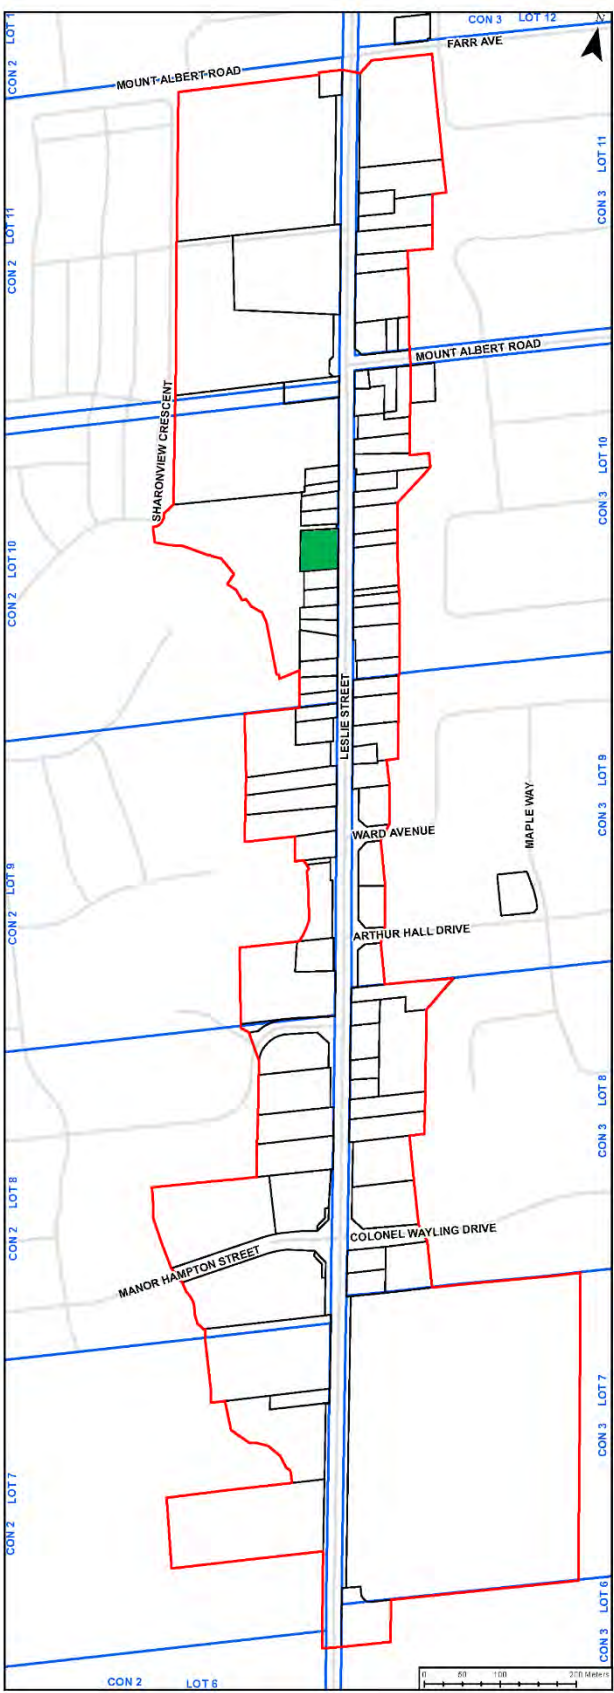 CON 3 LOT 12
N
CON 2 LOT 1
FARR AVE
MOUNT ALBERT ROAD
CON 3 LOT 11
CON 2 LOT 11
MOUNT ALBERT ROAD
SHARONVIEW CRESCENT
CON 3 LOT 10
CON 2 LOT 10
LESLIE STREET
CON 3 LOT 9
MAPLE WAY
WARD AVENUE
CON 2 LOT 9
ARTHUR HALL DRIVE
CON 3 LOT 8
CON 2 LOT 8
COLONEL WAYLING DRIVE
MANOR HAMPTON STREET
CON 3 LOT 7
CON 2 LOT 7
CON 3 LOT 6
0 50 100 200 Meters
CON 2 LOT 6